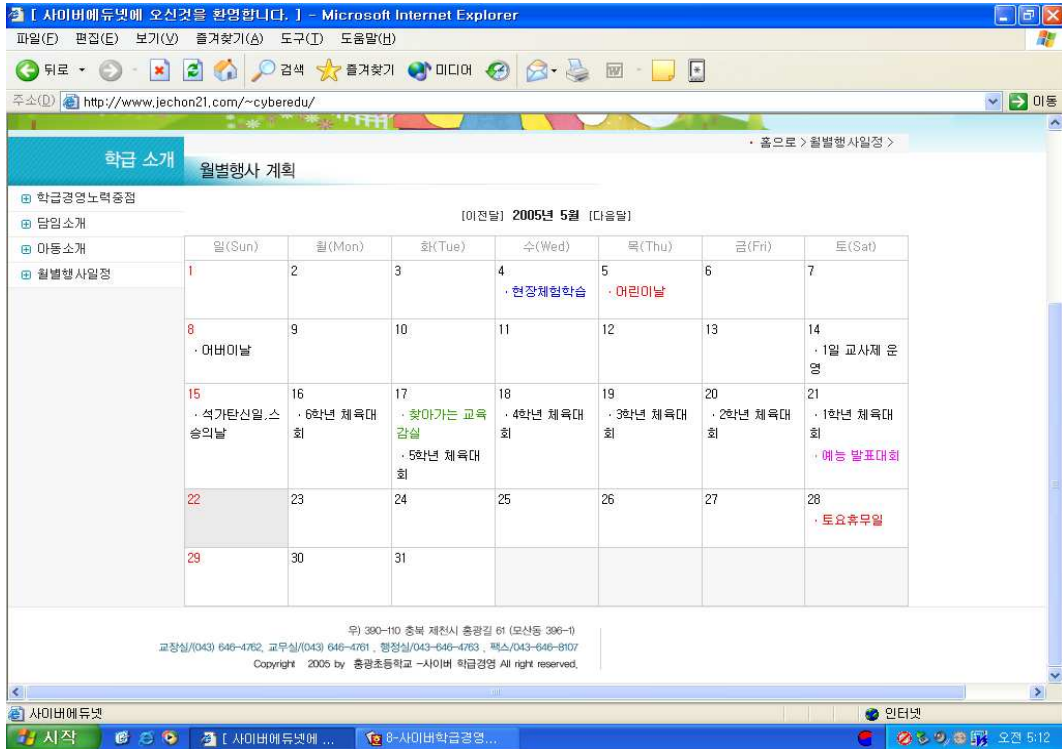 [ 사이버에듀넷에 오신것을 환영합니다. ] - Microsoft Internet Explorer
파일(F) 편집(E) 보기(V) 즐겨찾기(A) 도구(T) 도움말(H)
뒤로 검색 즐겨찾기 미디어
주소(D) http://www.jechon21.com/~cyberedu/ 이동
홈으로 > 월별행사일정 >
학급 소개
월별행사 계획
학급경영노력중점
담임소개
아동소개
월별행사일정
[이전달] 2005년 5월 [다음달]
일(Sun) 월(Mon) 화(Tue) 수(Wed) 목(Thu) 금(Fri) 토(Sat)
1 2 3 4 5 6 7
· 현장체험학습 · 어린이날
8 9 10 11 12 13 14
· 어버이날 · 1일 교사제 운
영
15 16 17 18 19 20 21
· 석가탄신일,스 · 6학년 체육대 · 찾아가는 교육 · 4학년 체육대 · 3학년 체육대 · 2학년 체육대 · 1학년 체육대
승의날 회 감실 회 회 회 회
· 5학년 체육대 · 예능 발표대회
회
22 23 24 25 26 27 28
· 토요휴무일
29 30 31
우) 390-110 충북 제천시 홍광길 61 (모산동 396-1)
교장실/(043) 646-4762, 교무실/(043) 646-4761 , 행정실/043-646-4763 , 팩스/043-646-8107
Copyright 2005 by 홍광초등학교 -사이버 학급경영 All right reserved.
사이버에듀넷 인터넷
시작 [ 사이버에듀넷에 ... 8-사이버학급경영... 오전 5:12